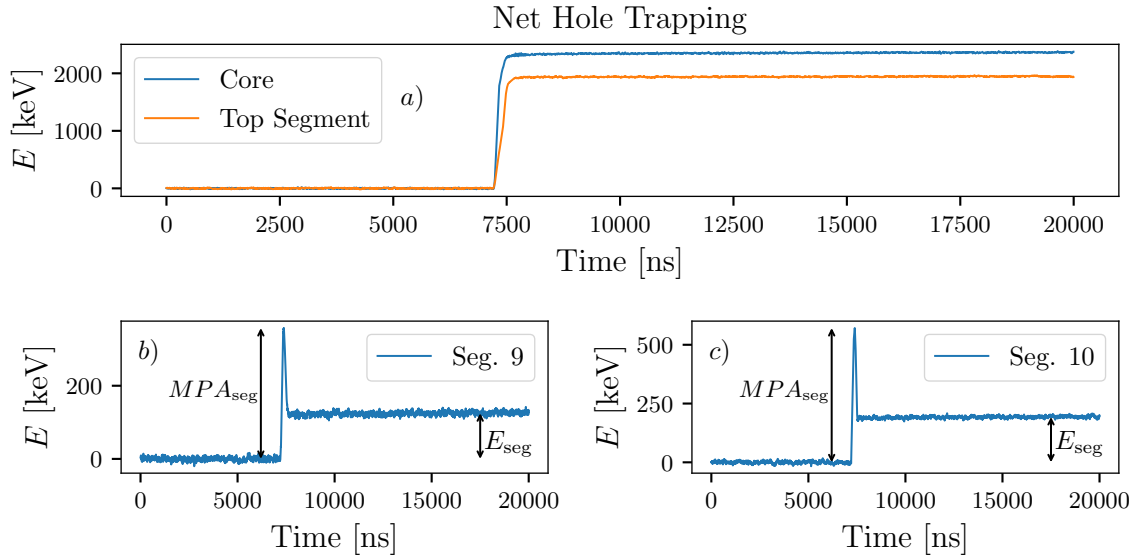 Net Hole Trapping
E [keV]
2000
1000
0
Core
Top Segment
a)
0 2500 5000 7500 10000 12500 15000 17500 20000
Time [ns]
E [keV]
200
0
b)
MPA_seg
Seg. 9
E_seg
0 5000 10000 15000 20000
Time [ns]
E [keV]
500
250
0
c)
MPA_seg
Seg. 10
E_seg
0 5000 10000 15000 20000
Time [ns]